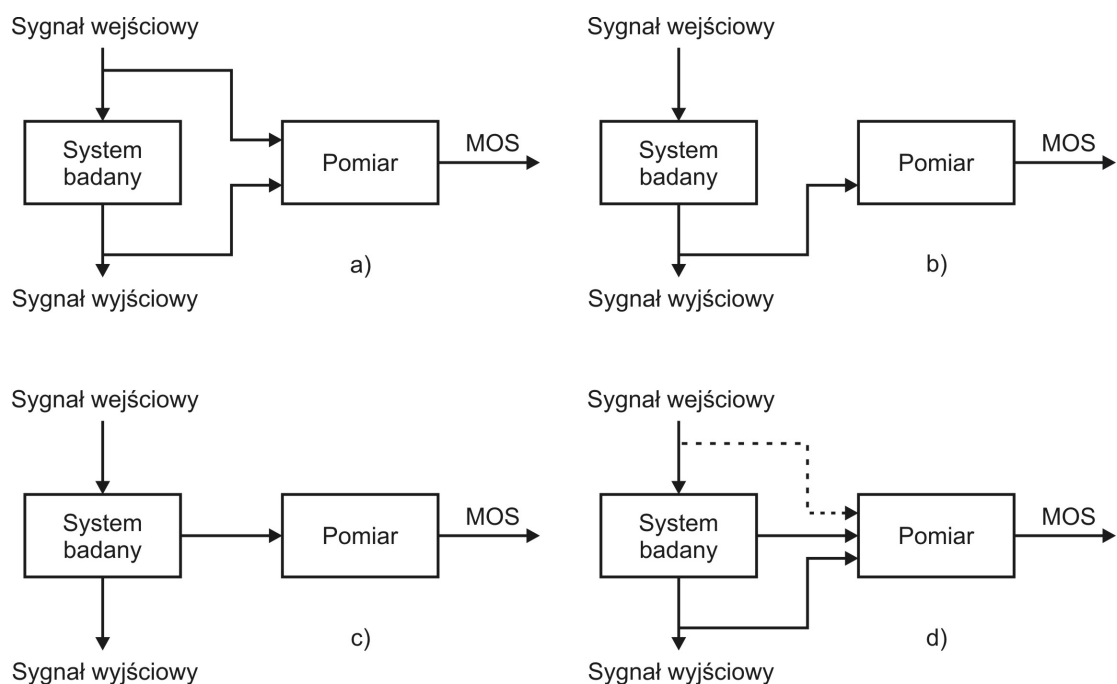 Sygnał wejściowy
System
badany
Pomiar
MOS
a)
Sygnał wyjściowy
Sygnał wejściowy
System
badany
Pomiar
MOS
b)
Sygnał wyjściowy
Sygnał wejściowy
System
badany
Pomiar
MOS
c)
Sygnał wyjściowy
Sygnał wejściowy
System
badany
Pomiar
MOS
d)
Sygnał wyjściowy